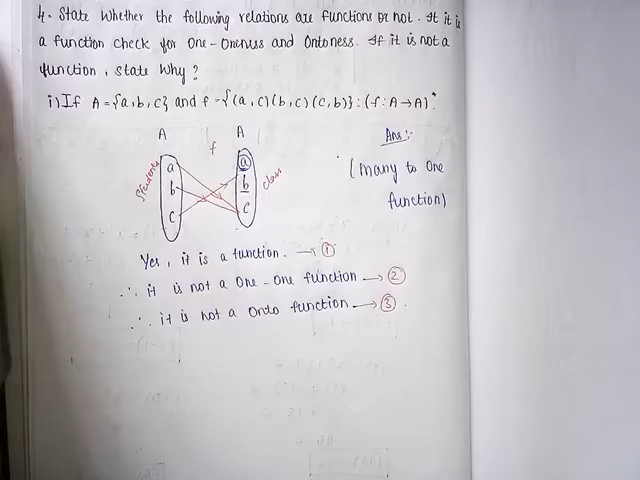 4. State Whether the following relations are functions or not. If it is
a function check for One-Oneness and Ontoness. If it is not a
function, state Why?
i) If A = {a, b, c} and f = {(a, c) (b, c) (c, b)} : (f : A → A).
A A
f
Students
a
b
c
a
b
c
class
Ans:-
(many to One
function)
Yes, it is a function. → ①
∴ it is not a One-One function → ②
∴ it is not a Onto function → ③.